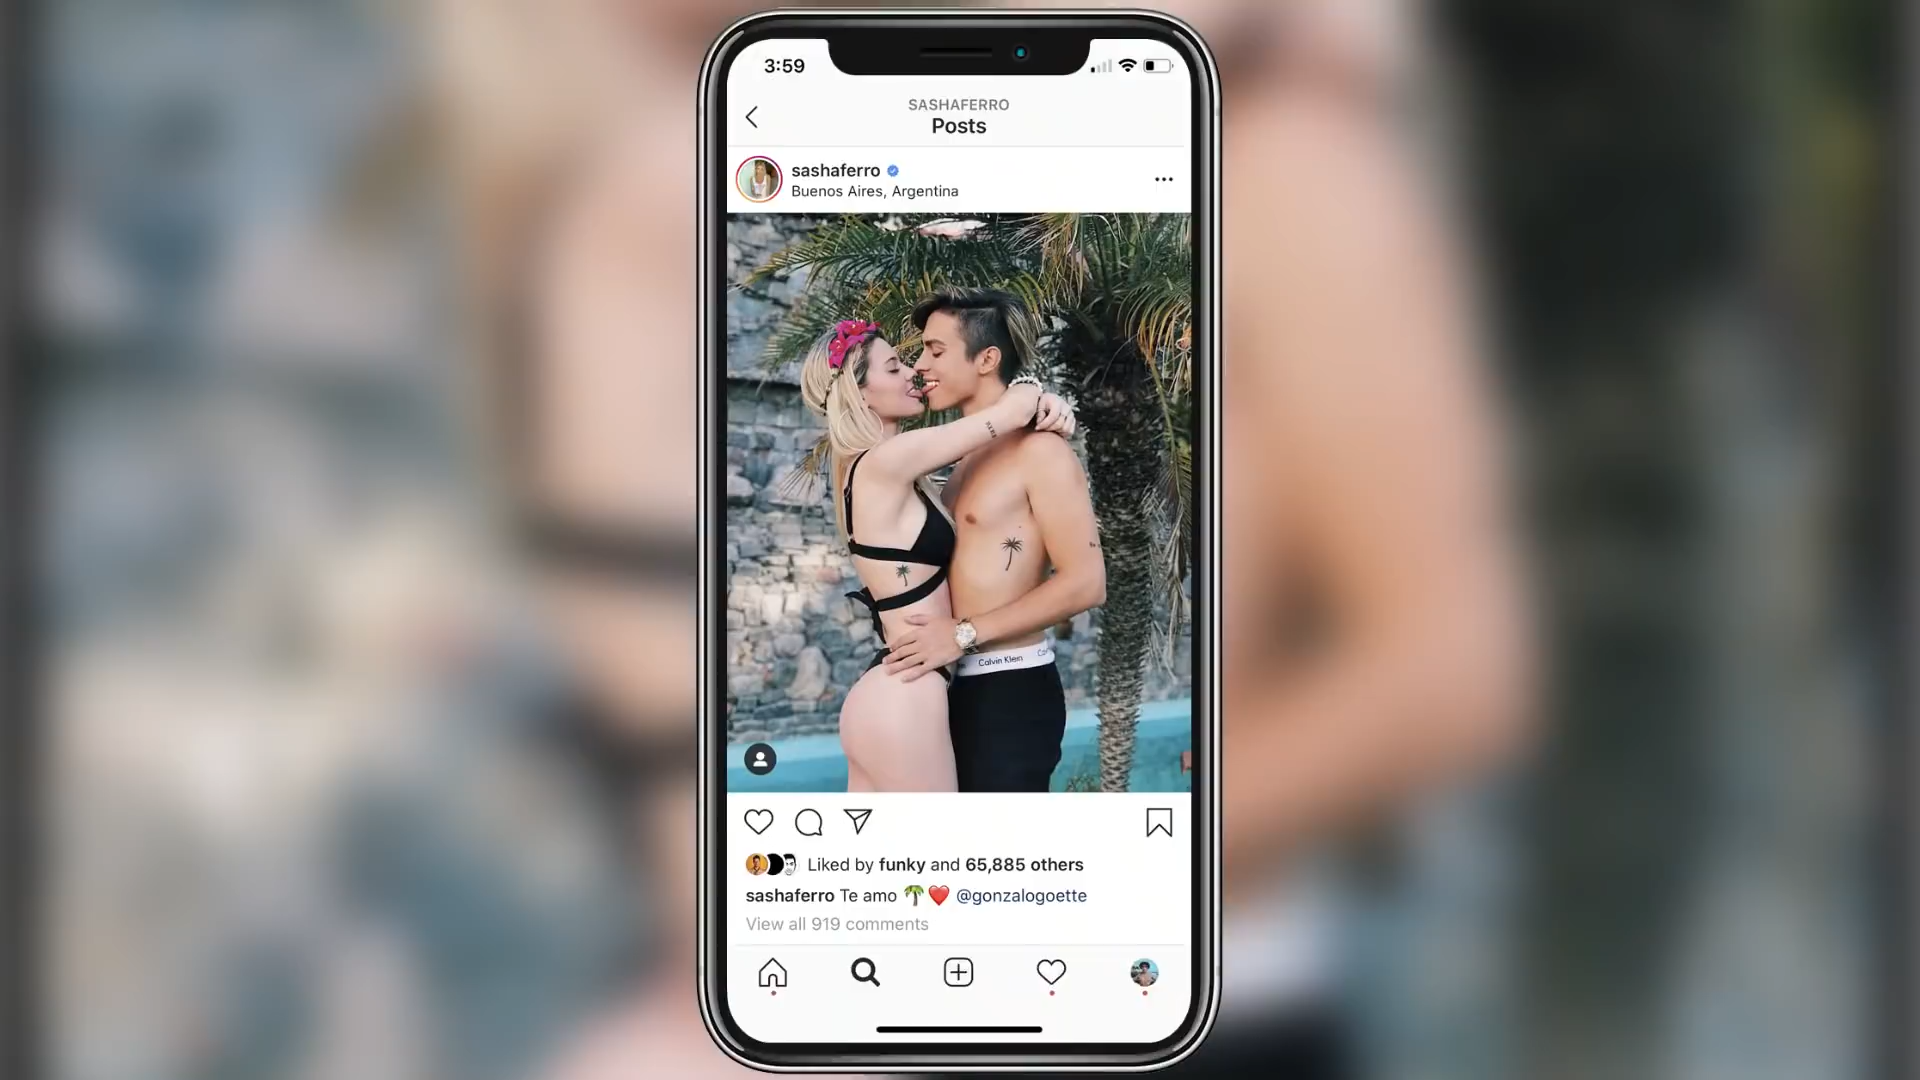 3:59
SASHAFERRO
Posts
sashaferro
Buenos Aires, Argentina
Calvin Klein
Liked by funky and 65,885 others
sashaferro Te amo 🌴❤️ @gonzalogoette
View all 919 comments